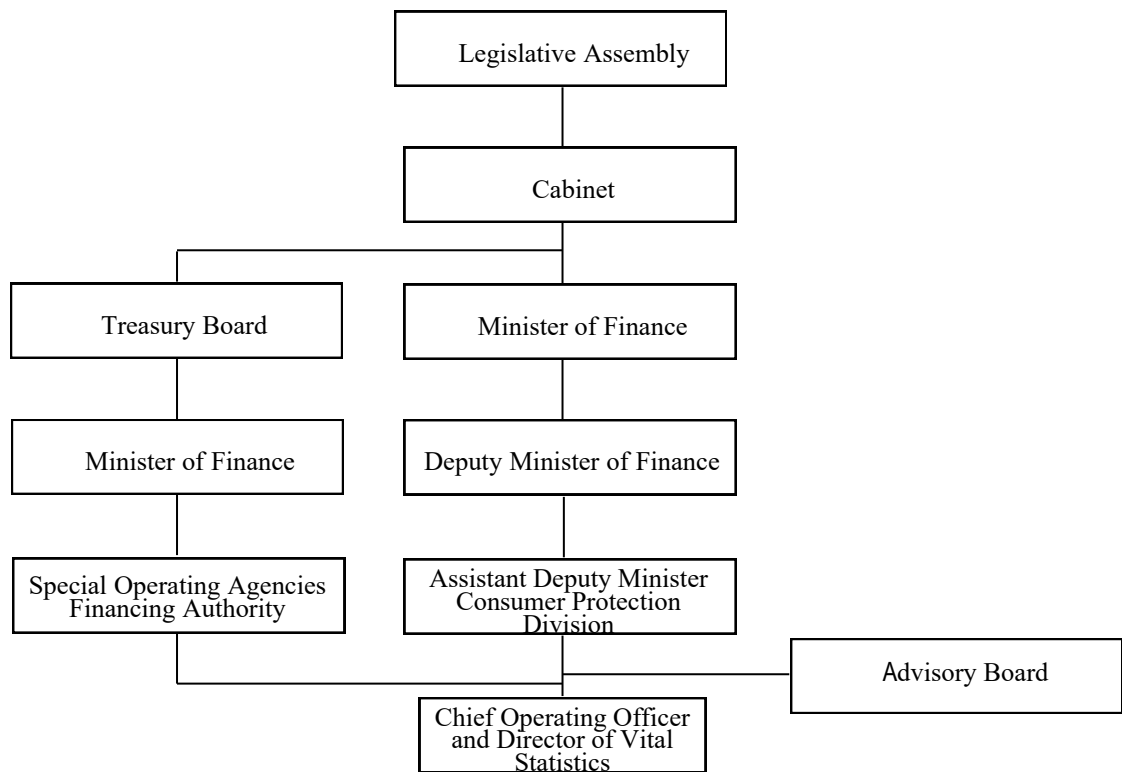 Legislative Assembly
Cabinet
Treasury Board
Minister of Finance
Minister of Finance
Deputy Minister of Finance
Special Operating Agencies
Financing Authority
Assistant Deputy Minister
Consumer Protection
Division
Advisory Board
Chief Operating Officer
and Director of Vital
Statistics